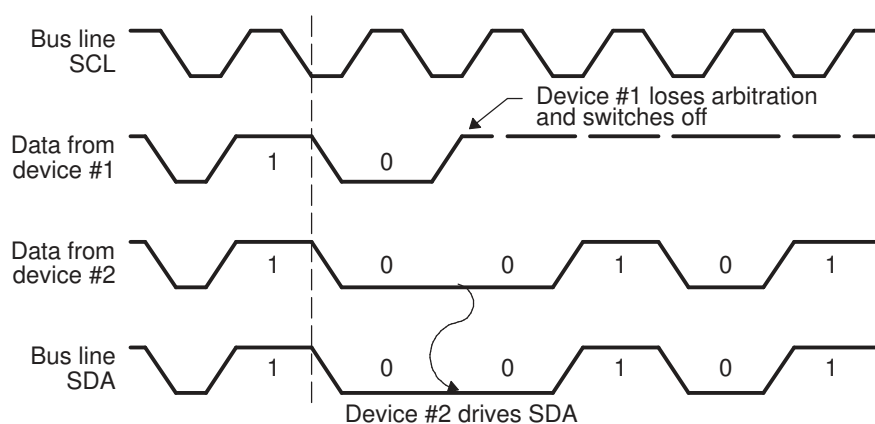 Bus line
SCL
Device #1 loses arbitration
and switches off
Data from
device #1
1 0
Data from
device #2
1 0 0 1 0 1
Bus line
SDA
1 0 0 1 0 1
Device #2 drives SDA